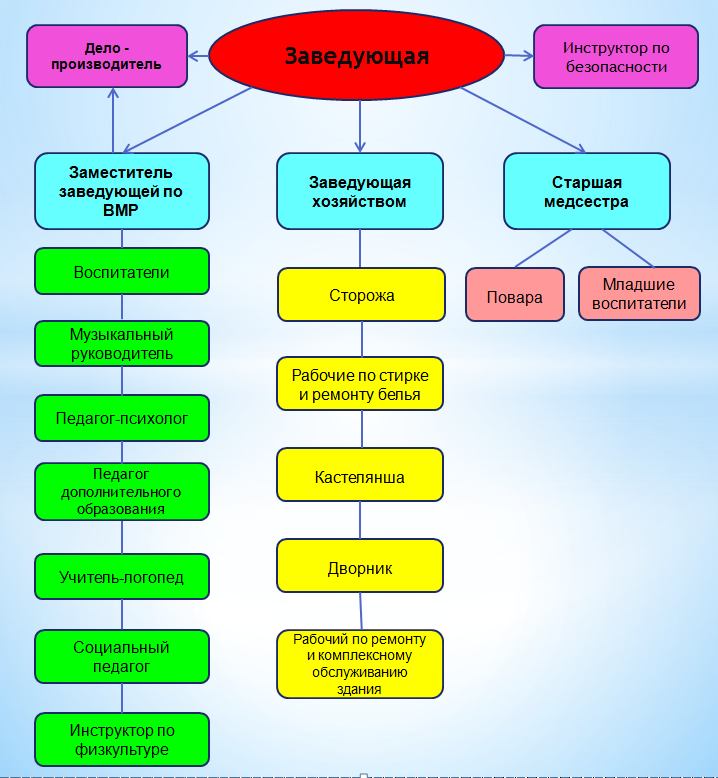 Дело -
производитель
Заведующая
Инструктор по
безопасности
Заместитель
заведующей по
ВМР
Заведующая
хозяйством
Старшая
медсестра
Воспитатели
Музыкальный
руководитель
Педагог-психолог
Педагог
дополнительного
образования
Учитель-логопед
Социальный
педагог
Инструктор по
физкультуре
Сторожа
Рабочие по стирке
и ремонту белья
Кастелянша
Дворник
Рабочий по ремонту
и комплексному
обслуживанию
здания
Повара
Младшие
воспитатели